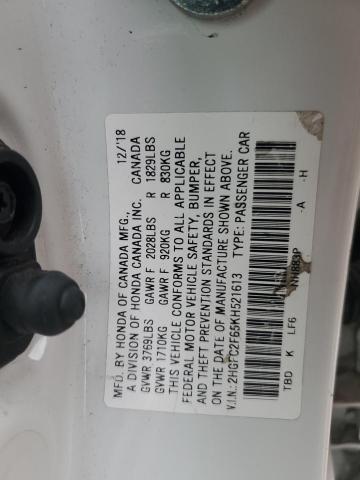 MFD. BY HONDA OF CANADA MFG., 12/'18
A DIVISION OF HONDA CANADA INC. CANADA
GVWR 3769LBS GAWR F 2028LBS R 1829LBS
GVWR 1710KG GAWR F 920KG R 830KG
THIS VEHICLE CONFORMS TO ALL APPLICABLE
FEDERAL MOTOR VEHICLE SAFETY, BUMPER,
AND THEFT PREVENTION STANDARDS IN EFFECT
ON THE DATE OF MANUFACTURE SHOWN ABOVE.
V.I.N.: 2HGFC2F65KH521613 TYPE: PASSENGER CAR
NH883P -A -H
TBD K LF6